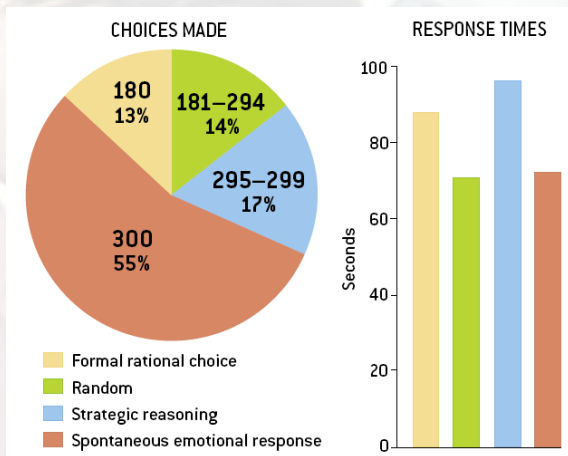 CHOICES MADE
180
13%
181–294
14%
295–299
17%
300
55%
Formal rational choice
Random
Strategic reasoning
Spontaneous emotional response
RESPONSE TIMES
100
80
60
40
20
0
Seconds